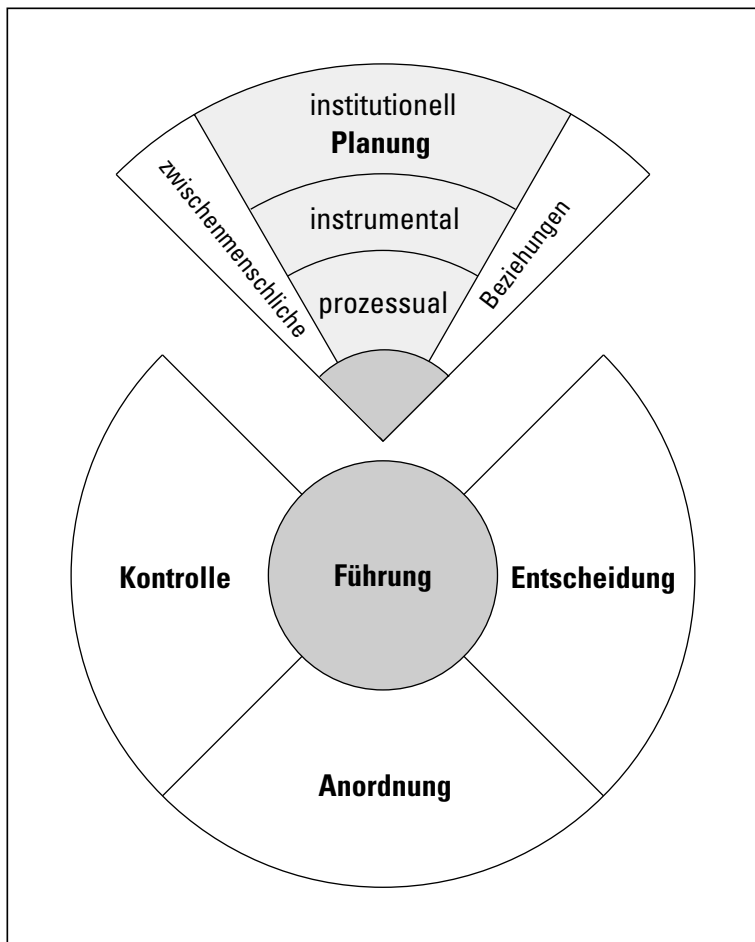 institutionell
Planung
zwischenmenschliche
Beziehungen
instrumental
prozessual
Kontrolle
Führung
Entscheidung
Anordnung